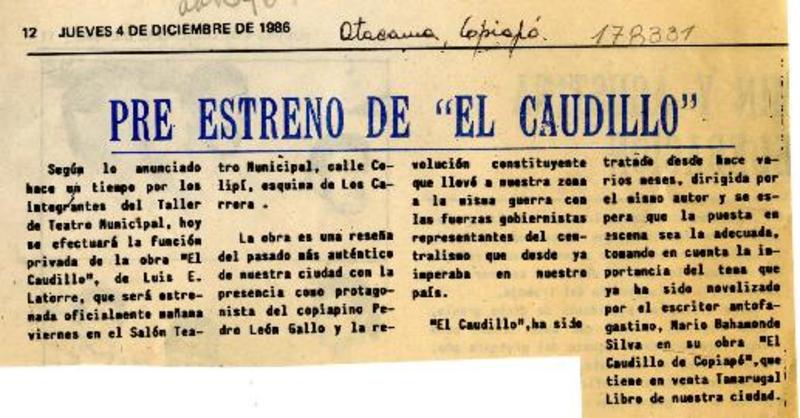 12 JUEVES 4 DE DICIEMBRE DE 1986
Atacama, Copiapó.
178331
PRE ESTRENO DE "EL CAUDILLO"
Según lo anunciado
hace un tiempo por los
integrantes del Taller
de Teatro Municipal, hoy
se efectuará la función
privada de la obra "El
Caudillo", de Luis E.
Latorre, que será estre-
nada oficialmente mañana
viernes en el Salón Tea-
tro Municipal, calle Co-
lipí, esquina de Los Ca-
rrera .
La obra es una reseña
del pasado más auténtico
de nuestra ciudad con la
presencia como protago-
nista del copiapino Pe-
dro León Gallo y la re-
volución constituyente
que llevó a nuestra zona
a la misma guerra con
las fuerzas gobiernistas
representantes del cen-
tralismo que desde ya
imperaba en nuestro
país.
"El Caudillo",ha sido
tratada desde hace va-
rios meses, dirigida por
el mismo autor y se es-
pera que la puesta en
escena sea la adecuada,
tomando en cuenta la im-
portancia del tema que
ya ha sido novelizado
por el escritor antofa-
gastino, Mario Bahamonde
Silva en su obra "El
Caudillo de Copiapó",que
tiene en venta Tamarugal
Libro de nuestra ciudad.